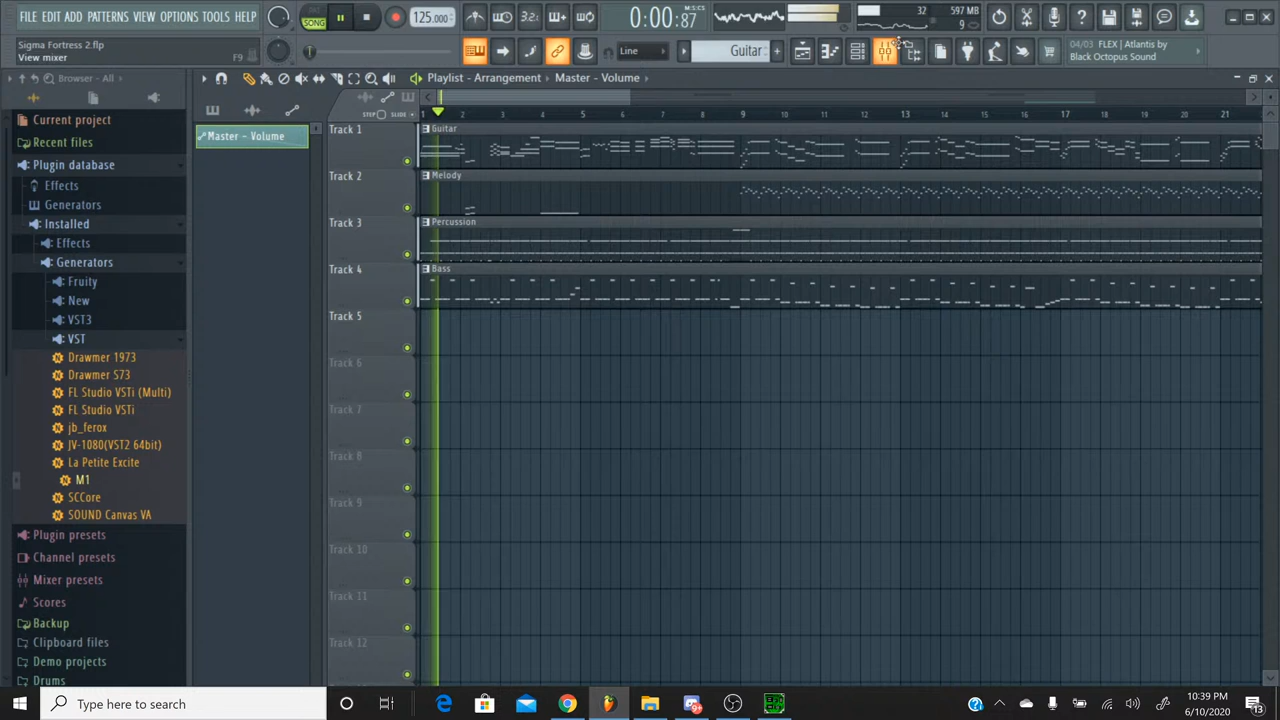 FILE EDIT ADD PATTERNS VIEW OPTIONS TOOLS HELP
PAT
SONG
125.000
3.2:
0:00:87
M:S:CS
32
597 MB
9
Sigma Fortress 2.flp
View mixer
F9
Line
Guitar
04/03 FLEX | Atlantis by
Black Octopus Sound
Browser - All
Playlist - Arrangement
Master - Volume
Current project
Recent files
Plugin database
Effects
Generators
Installed
Effects
Generators
Fruity
New
VST3
VST
Drawmer 1973
Drawmer S73
FL Studio VSTi (Multi)
FL Studio VSTi
jb_ferox
JV-1080(VST2 64bit)
La Petite Excite
M1
SCCore
SOUND Canvas VA
Plugin presets
Channel presets
Mixer presets
Scores
Backup
Clipboard files
Demo projects
Drums
Master - Volume
STEP
SLIDE
1 2 3 4 5 6 7 8 9 10 11 12 13 14 15 16 17 18 19 20 21
Track 1
Guitar
Track 2
Melody
Track 3
Percussion
Track 4
Bass
Track 5
Track 6
Track 7
Track 8
Track 9
Track 10
Track 11
Track 12
Type here to search
10:39 PM
6/10/2020
13